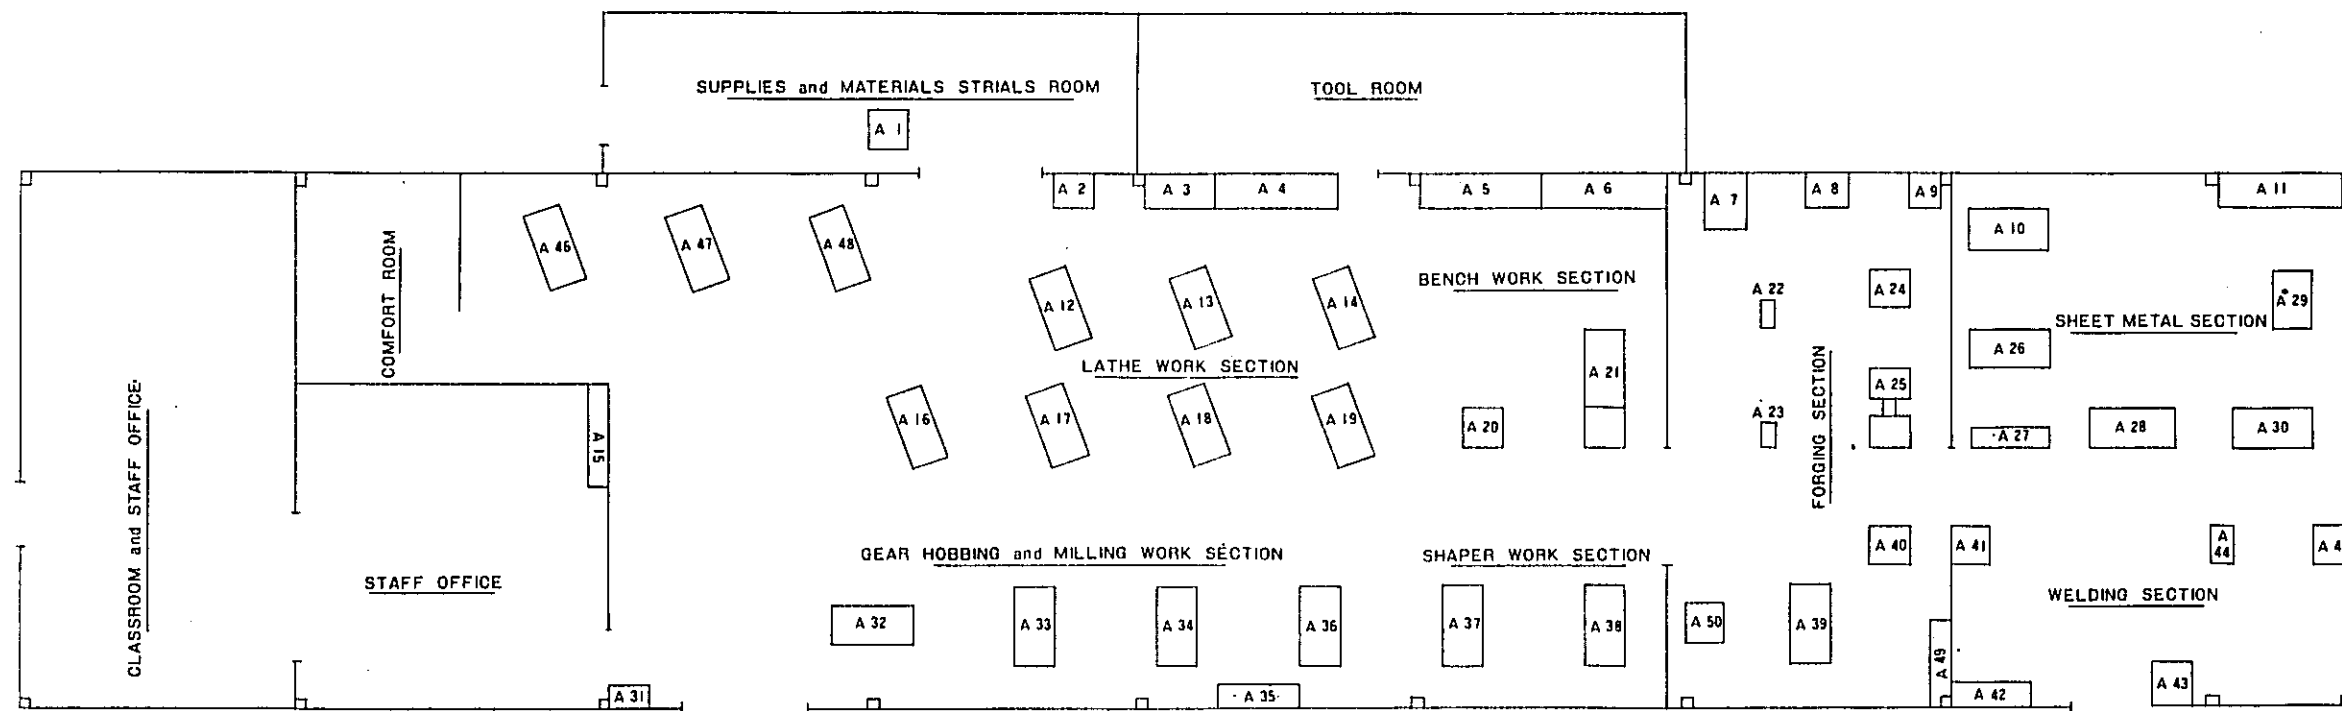 SUPPLIES and MATERIALS STRIALS ROOM
TOOL ROOM
A 1
A 2
A 3
A 4
A 5
A 6
A 7
A 8
A 9
A 11
A 10
A 46
A 47
A 48
COMFORT ROOM
A 12
A 13
A 14
BENCH WORK SECTION
A 22
A 24
A 29
SHEET METAL SECTION
A 26
LATHE WORK SECTION
A 21
A 25
FORGING SECTION
A 15
A 16
A 17
A 18
A 19
A 20
A 23
A 27
A 28
A 30
CLASSROOM and STAFF OFFICE
STAFF OFFICE
GEAR HOBBING and MILLING WORK SECTION
SHAPER WORK SECTION
A 40
A 41
A 44
WELDING SECTION
A 32
A 33
A 34
A 36
A 37
A 38
A 50
A 39
A 49
A 31
A 35
A 42
A 43